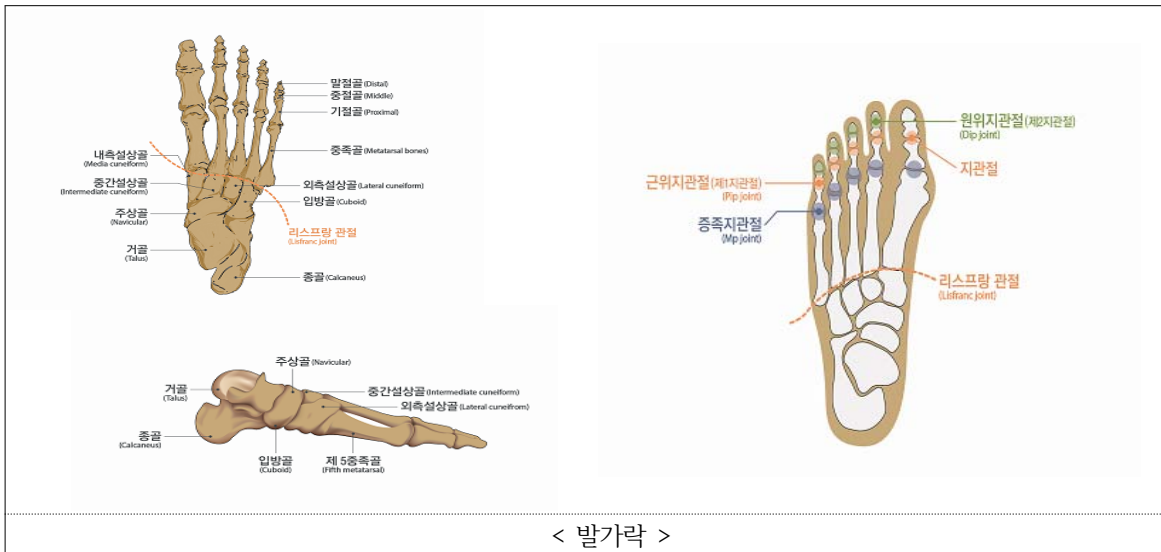 말절골 (Distal)
중절골 (Middle)
기절골 (Proximal)
중족골 (Metatarsal bones)
내측설상골
(Media cuneiform)
중간설상골
(Intermediate cuneiform)
외측설상골 (Lateral cuneiform)
입방골 (Cuboid)
주상골
(Navicular)
리스프랑 관절
(Lisfranc joint)
거골
(Talus)
종골 (Calcaneus)
주상골 (Navicular)
거골
(Talus)
중간설상골 (Intermediate cuneiform)
외측설상골 (Lateral cuneifrom)
종골
(Calcaneus)
입방골
(Cuboid)
제 5중족골
(Fifth metatarsal)
원위지관절 (제2지관절)
(Dip joint)
지관절
근위지관절 (제1지관절)
(Pip joint)
증족지관절
(Mp joint)
리스프랑 관절
(Lisfranc joint)
< 발가락 >